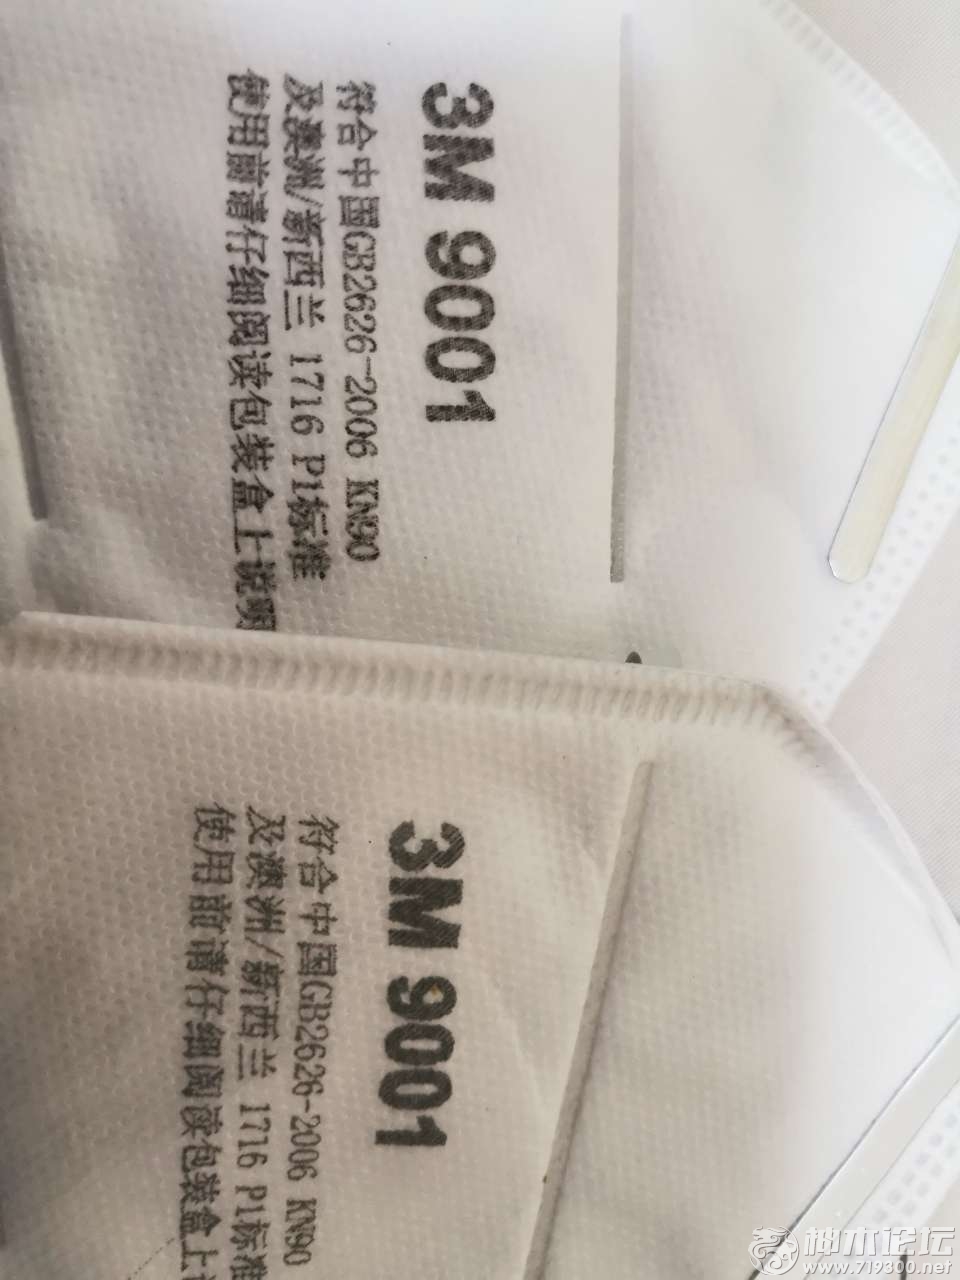 3M 9001
符合中国GB2626-2006 KN90
及澳洲/新西兰 1716 P1标准
使用前请仔细阅读包装盒上说明
3M 9001
符合中国GB2626-2006 KN90
及澳洲/新西兰 1716 P1标准
使用前请仔细阅读包装盒上
神木论坛
www.719300.net